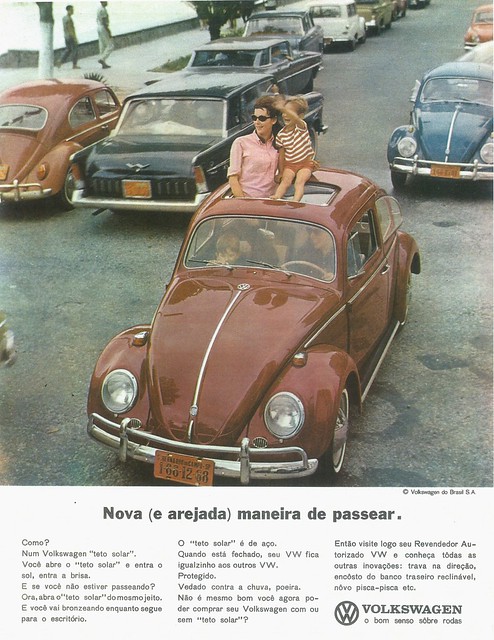 1 66 12 68
© Volkswagen do Brasil S.A.
Nova (e arejada) maneira de passear.
Como?
Num Volkswagen "teto solar".
Você abre o "teto solar" e entra o
sol, entra a brisa.
E se você não estiver passeando?
Ora, abra o "teto solar" do mesmo jeito.
E você vai bronzeando enquanto segue
para o escritório.
O "teto solar" é de aço.
Quando está fechado, seu VW fica
igualzinho aos outros VW.
Protegido.
Vedado contra a chuva, poeira.
Não é mesmo bom você agora po-
der comprar seu Volkswagen com ou
sem "teto solar"?
Então visite logo seu Revendedor Au-
torizado VW e conheça tôdas as
outras inovações: trava na direção,
encôsto do banco traseiro reclinável,
nôvo pisca-pisca etc.
VOLKSWAGEN
o bom senso sôbre rodas